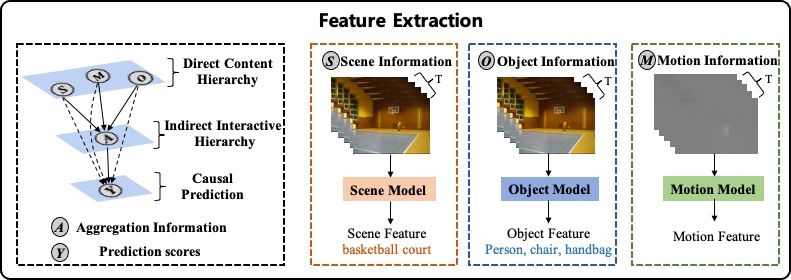 Feature Extraction
S
M
O
A
Y
Direct Content
Hierarchy
Indirect Interactive
Hierarchy
Causal
Prediction
A Aggregation Information
Y Prediction scores
S Scene Information
T
Scene Model
Scene Feature
basketball court
O Object Information
T
Object Model
Object Feature
Person, chair, handbag
M Motion Information
T
Motion Model
Motion Feature